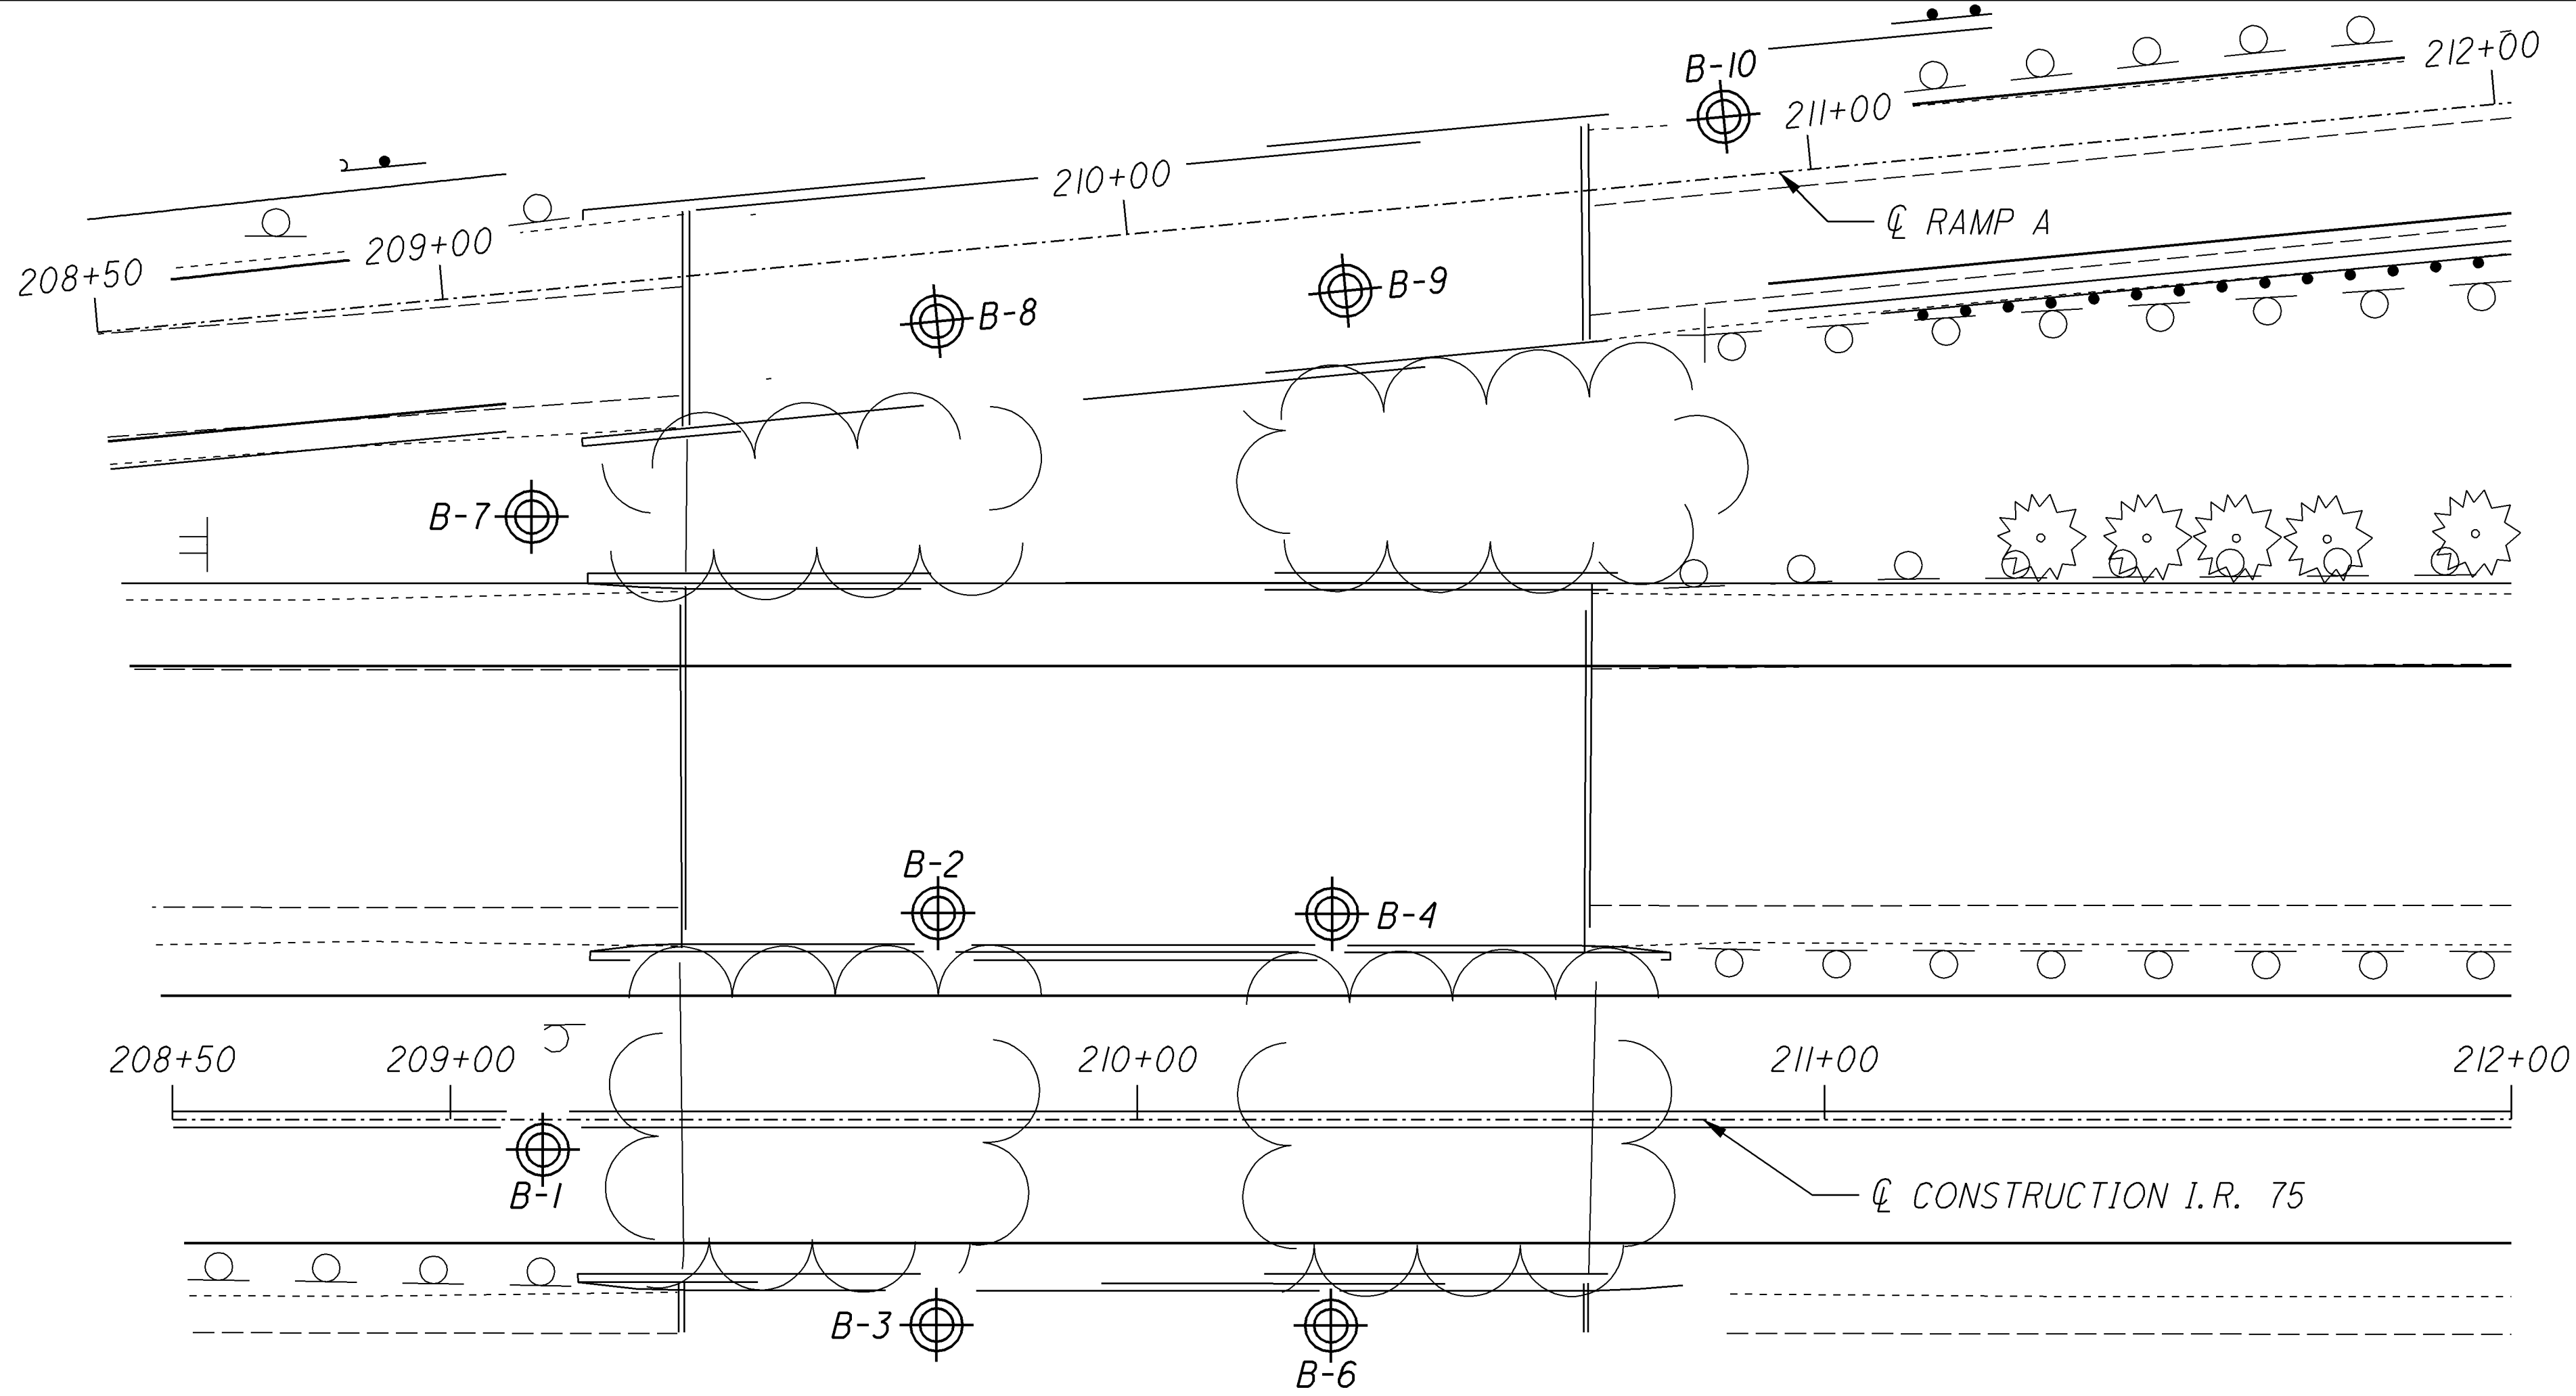 B-10
212+00
211+00
210+00
℄ RAMP A
209+00
208+50
B-9
B-8
B-7
B-2
B-4
208+50
209+00
210+00
211+00
212+00
B-1
℄ CONSTRUCTION I.R. 75
B-3
B-6